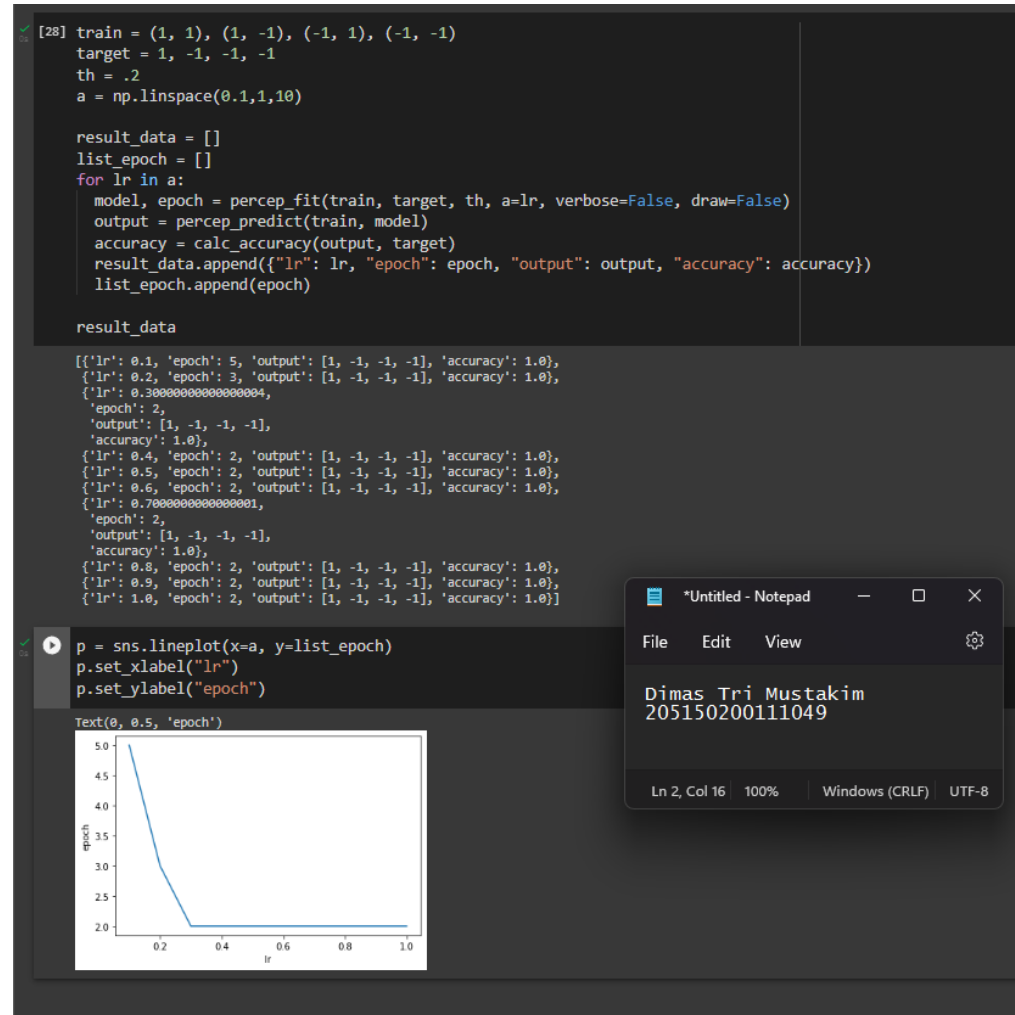 [28] train = (1, 1), (1, -1), (-1, 1), (-1, -1)
target = 1, -1, -1, -1
th = .2
a = np.linspace(0.1,1,10)
result_data = []
list_epoch = []
for lr in a:
model, epoch = percep_fit(train, target, th, a=lr, verbose=False, draw=False)
output = percep_predict(train, model)
accuracy = calc_accuracy(output, target)
result_data.append({"lr": lr, "epoch": epoch, "output": output, "accuracy": accuracy})
list_epoch.append(epoch)
result_data
[{'lr': 0.1, 'epoch': 5, 'output': [1, -1, -1, -1], 'accuracy': 1.0},
{'lr': 0.2, 'epoch': 3, 'output': [1, -1, -1, -1], 'accuracy': 1.0},
{'lr': 0.30000000000000004,
'epoch': 2,
'output': [1, -1, -1, -1],
'accuracy': 1.0},
{'lr': 0.4, 'epoch': 2, 'output': [1, -1, -1, -1], 'accuracy': 1.0},
{'lr': 0.5, 'epoch': 2, 'output': [1, -1, -1, -1], 'accuracy': 1.0},
{'lr': 0.6, 'epoch': 2, 'output': [1, -1, -1, -1], 'accuracy': 1.0},
{'lr': 0.7000000000000001,
'epoch': 2,
'output': [1, -1, -1, -1],
'accuracy': 1.0},
{'lr': 0.8, 'epoch': 2, 'output': [1, -1, -1, -1], 'accuracy': 1.0},
{'lr': 0.9, 'epoch': 2, 'output': [1, -1, -1, -1], 'accuracy': 1.0},
{'lr': 1.0, 'epoch': 2, 'output': [1, -1, -1, -1], 'accuracy': 1.0}]
p = sns.lineplot(x=a, y=list_epoch)
p.set_xlabel("lr")
p.set_ylabel("epoch")
Text(0, 0.5, 'epoch')
5.0
4.5
4.0
3.5
3.0
2.5
2.0
epoch
0.2 0.4 0.6 0.8 1.0
lr
*Untitled - Notepad
File Edit View
Dimas Tri Mustakim
205150200111049
Ln 2, Col 16 100% Windows (CRLF) UTF-8